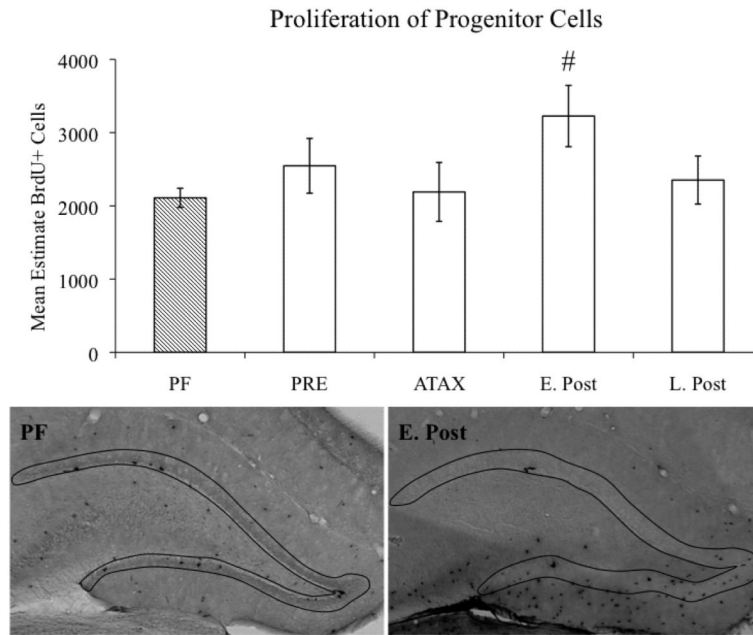 Proliferation of Progenitor Cells
#
Mean Estimate BrdU+ Cells
4000
3000
2000
1000
0
PF
PRE
ATAX
E. Post
L. Post
PF
E. Post